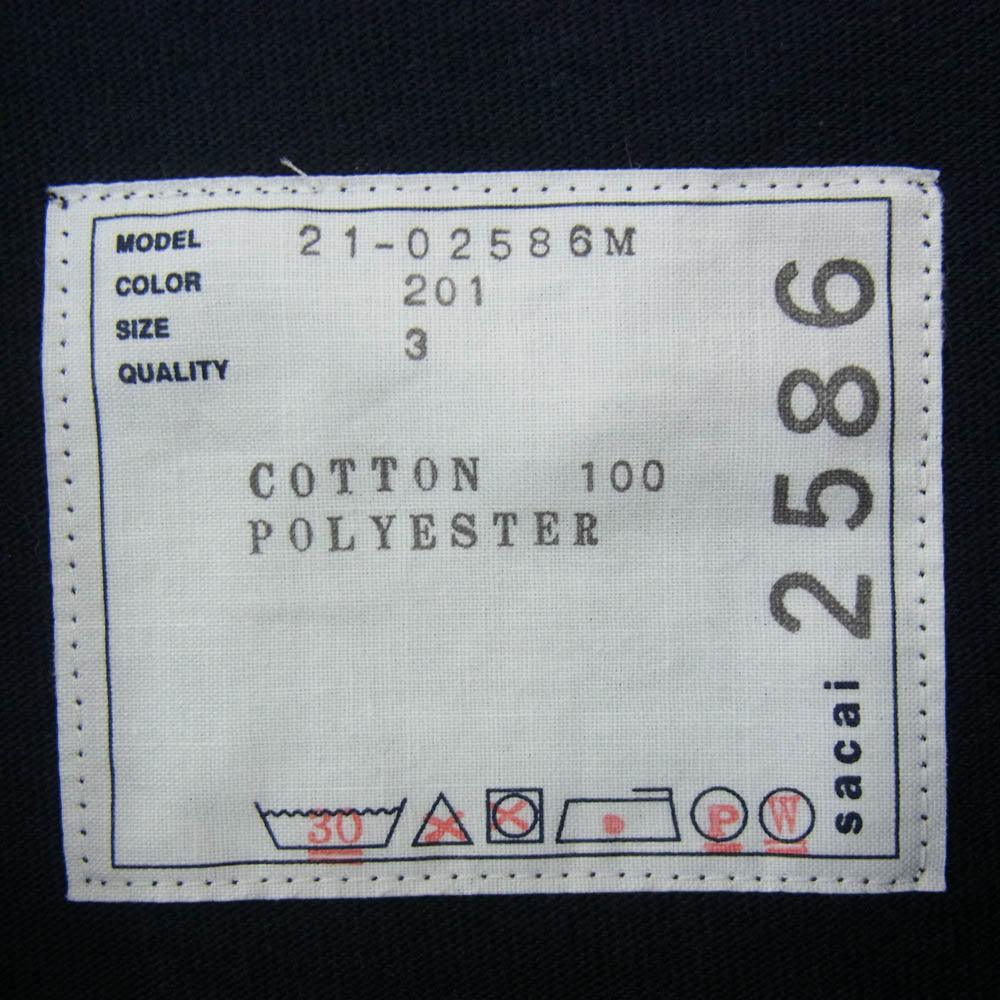 MODEL 21-02586M
COLOR 201
SIZE 3
QUALITY
COTTON 100
POLYESTER
30
P
W
sacai 2586